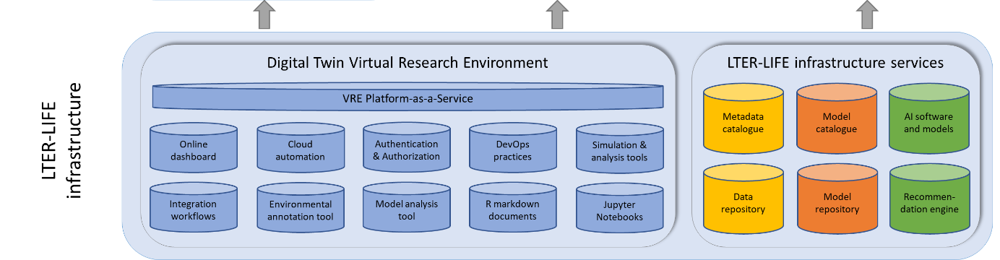 LTER-LIFE
infrastructure
Digital Twin Virtual Research Environment
VRE Platform-as-a-Service
Online
dashboard
Cloud
automation
Authentication
& Authorization
DevOps
practices
Simulation &
analysis tools
Integration
workflows
Environmental
annotation tool
Model analysis
tool
R markdown
documents
Jupyter
Notebooks
LTER-LIFE infrastructure services
Metadata
catalogue
Model
catalogue
AI software
and models
Data
repository
Model
repository
Recommen-
dation engine